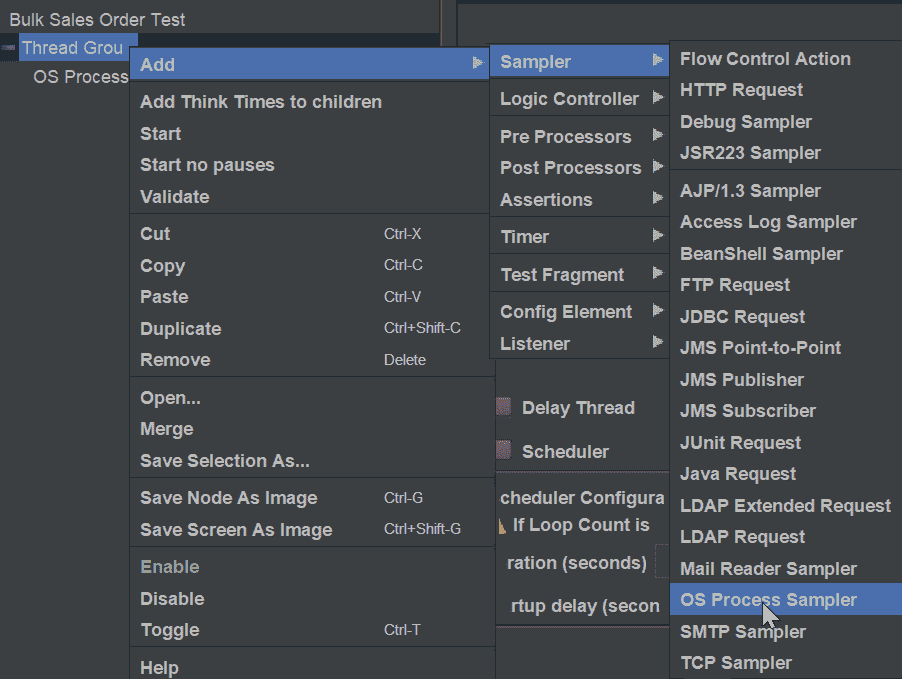 Bulk Sales Order Test
Thread Grou
OS Process
Add
Add Think Times to children
Start
Start no pauses
Validate
Cut Ctrl-X
Copy Ctrl-C
Paste Ctrl-V
Duplicate Ctrl+Shift-C
Remove Delete
Open...
Merge
Save Selection As...
Save Node As Image Ctrl-G
Save Screen As Image Ctrl+Shift-G
Enable
Disable
Toggle Ctrl-T
Help
Sampler
Logic Controller
Pre Processors
Post Processors
Assertions
Timer
Test Fragment
Config Element
Listener
Delay Thread
Scheduler
cheduler Configura
If Loop Count is
ration (seconds)
rtup delay (secon
Flow Control Action
HTTP Request
Debug Sampler
JSR223 Sampler
AJP/1.3 Sampler
Access Log Sampler
BeanShell Sampler
FTP Request
JDBC Request
JMS Point-to-Point
JMS Publisher
JMS Subscriber
JUnit Request
Java Request
LDAP Extended Request
LDAP Request
Mail Reader Sampler
OS Process Sampler
SMTP Sampler
TCP Sampler